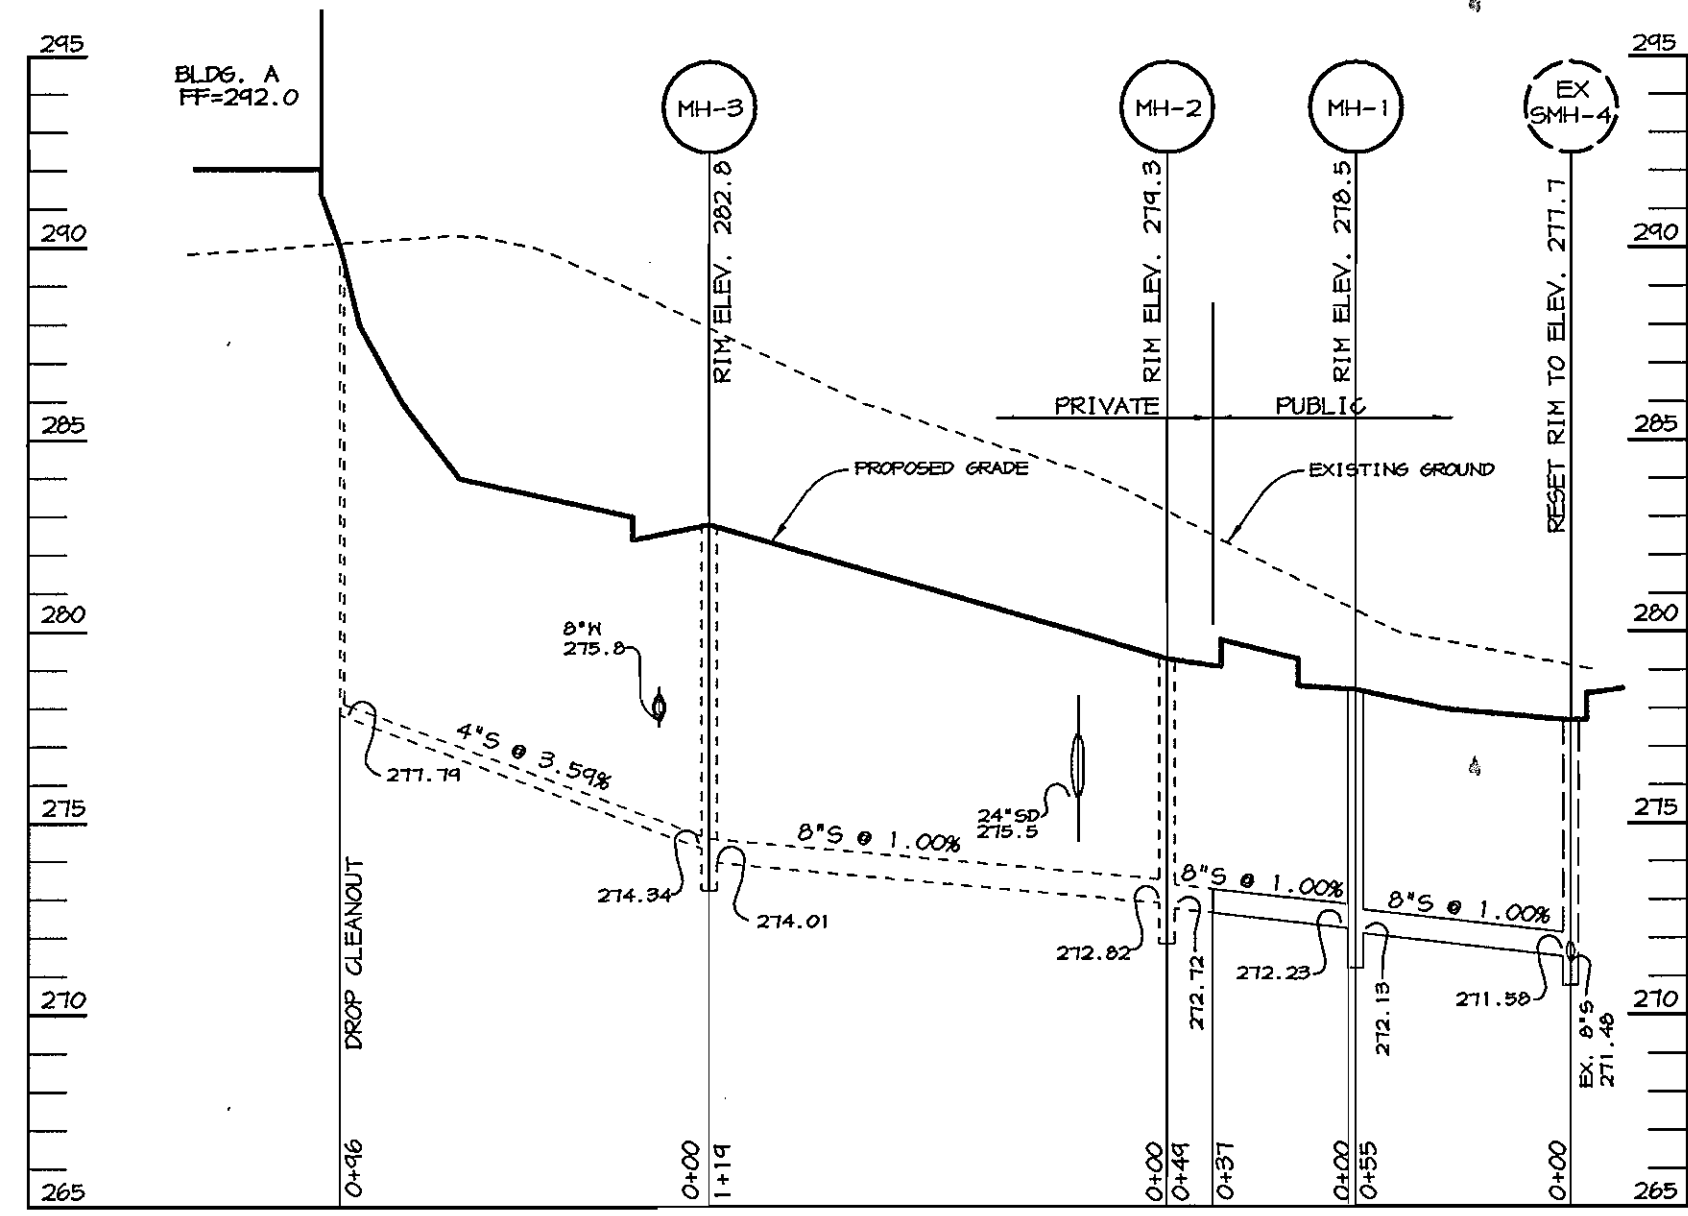 295
295
BLDG. A
FF=292.0
MH-3
MH-2
MH-1
EX
SMH-4
RIM ELEV. 282.8
RIM ELEV. 279.3
RIM ELEV. 278.5
RESET RIM TO ELEV. 277.7
290
290
PRIVATE
PUBLIC
285
285
PROPOSED GRADE
EXISTING GROUND
280
280
8"W
275.8
4"S @ 3.59%
277.79
275
275
24"SD
275.5
8"S @ 1.00%
8"S @ 1.00%
8"S @ 1.00%
274.34
274.01
272.82
272.72
272.23
272.13
271.58
EX. 8"S
271.48
DROP CLEANOUT
270
270
0+96
0+00
1+19
0+00
0+49
0+37
0+00
0+55
0+00
265
265